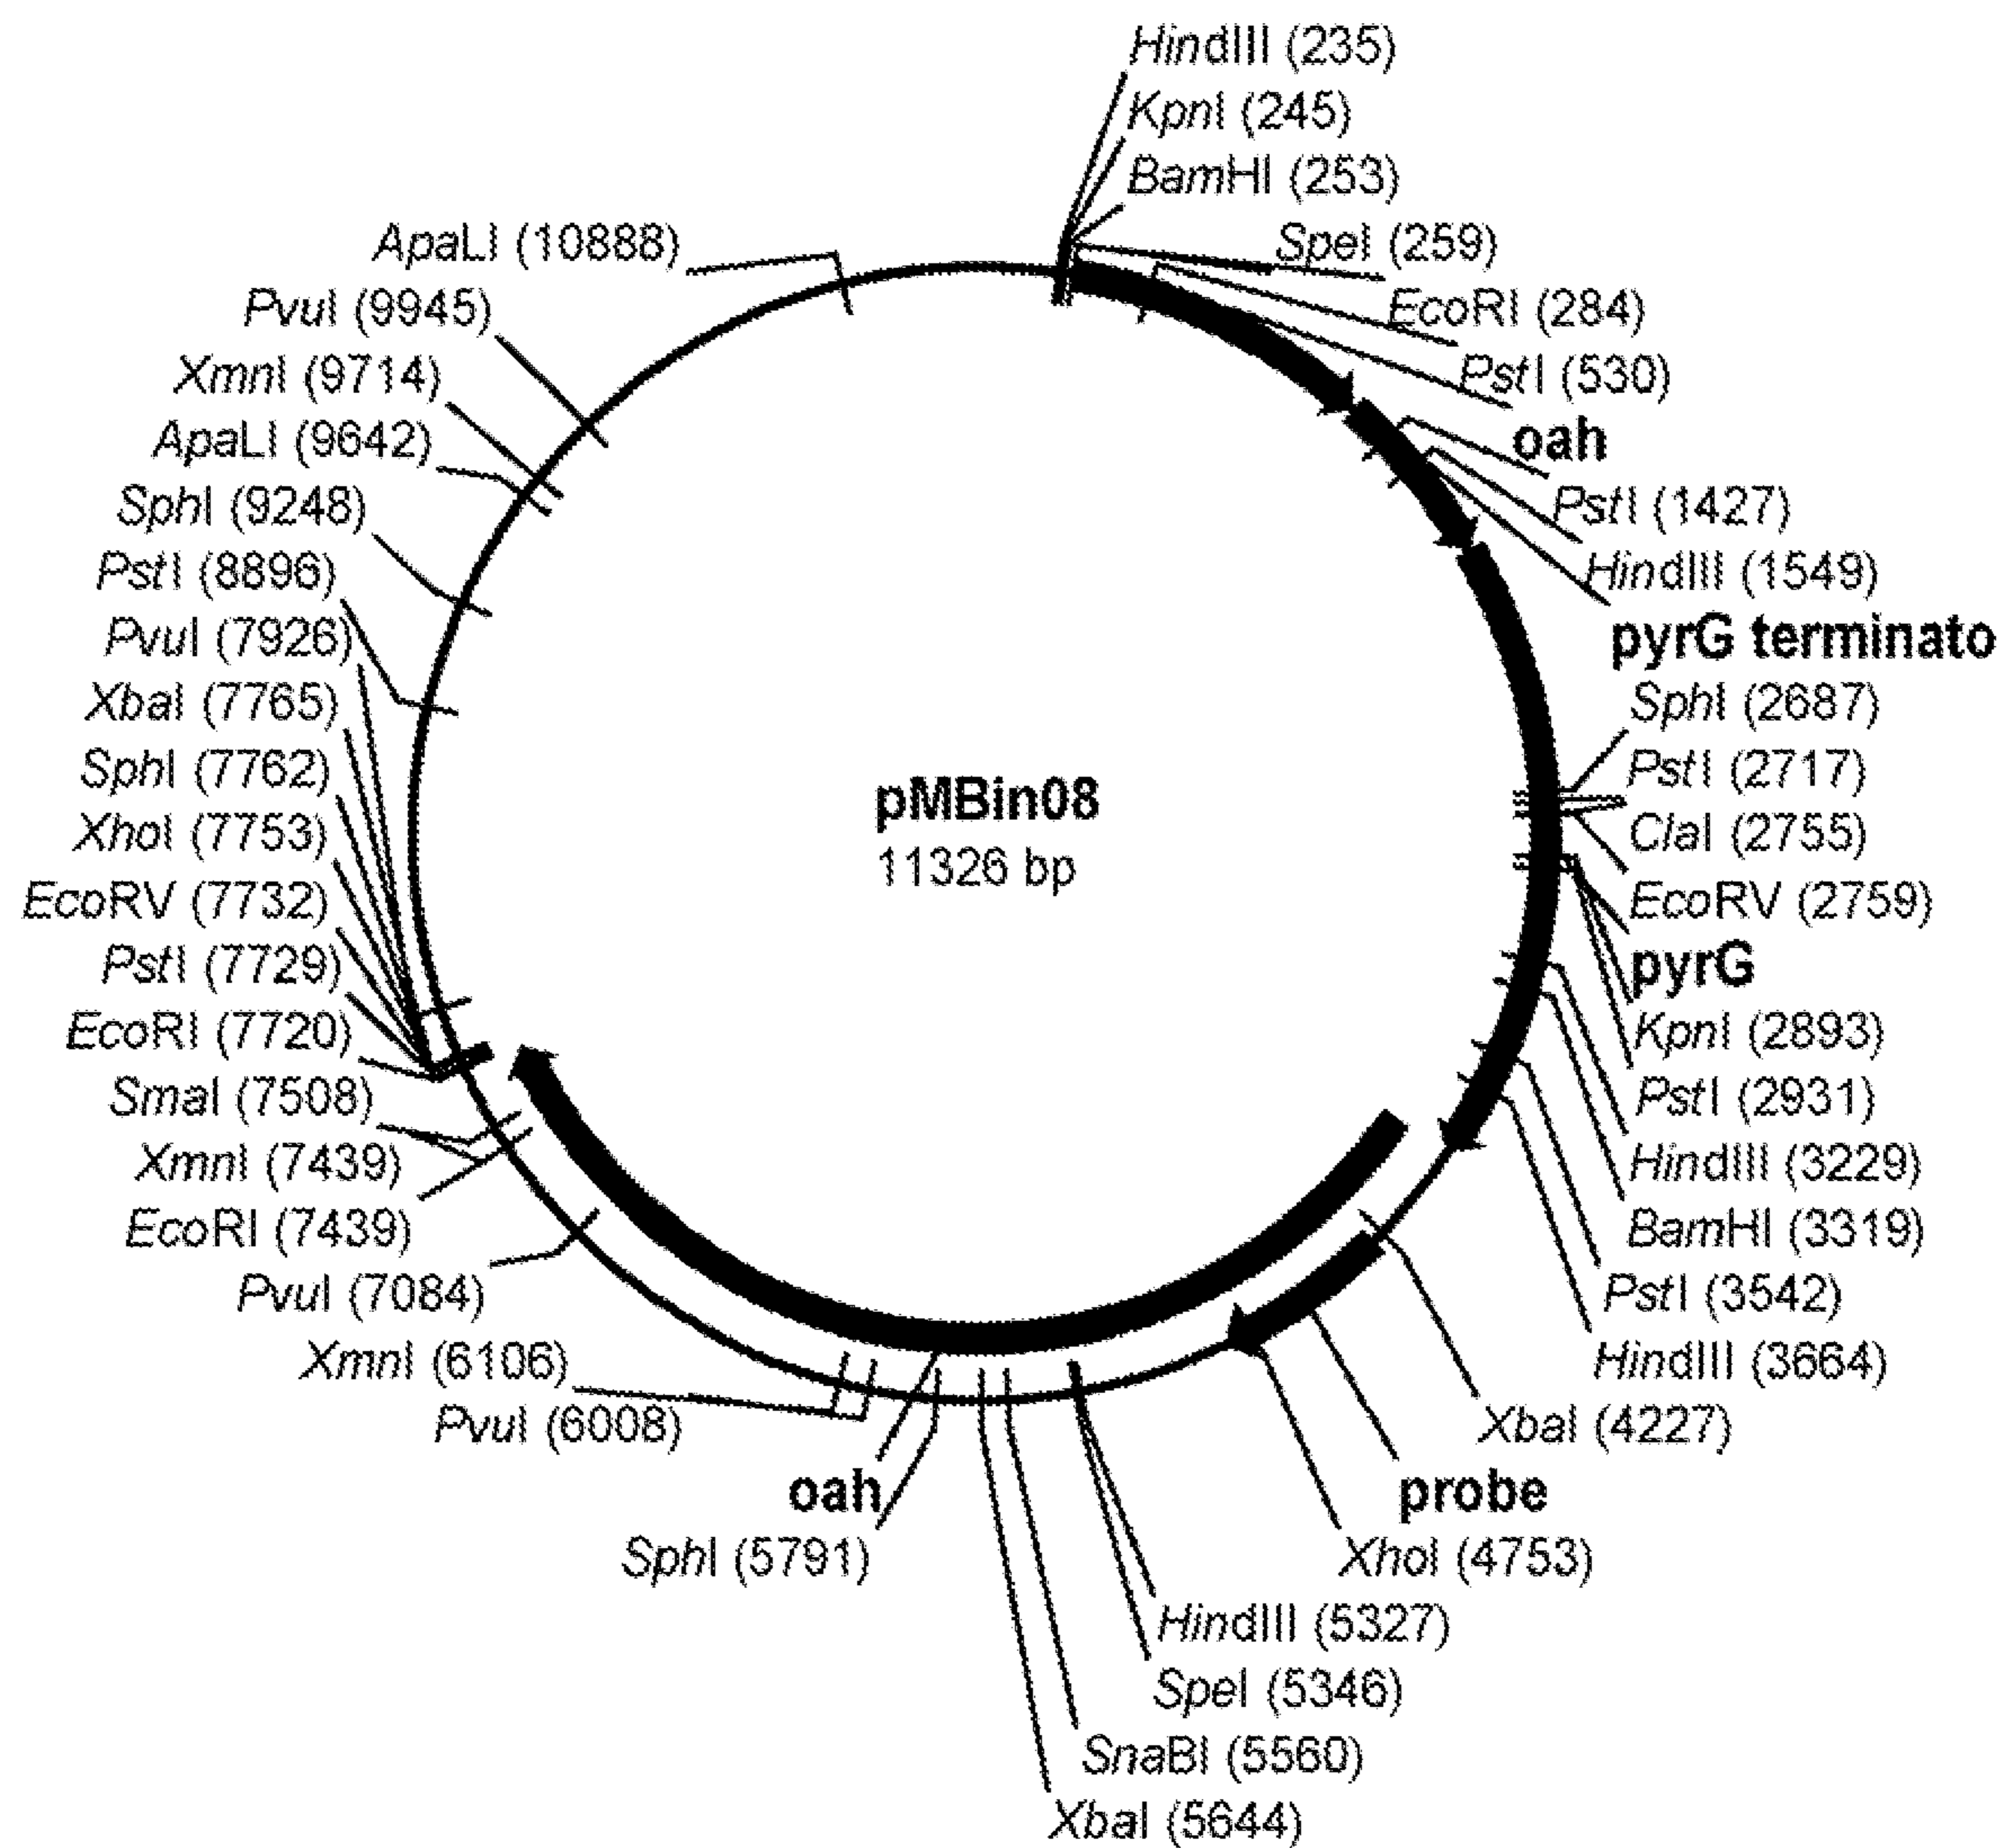 HindIII (235)
KpnI (245)
BamHI (253)
SpeI (259)
EcoRI (284)
PstI (530)
oah
PstI (1427)
HindIII (1549)
pyrG terminato
SphI (2687)
PstI (2717)
ClaI (2755)
EcoRV (2759)
pyrG
KpnI (2893)
PstI (2931)
HindIII (3229)
BamHI (3319)
PstI (3542)
HindIII (3664)
XbaI (4227)
probe
XhoI (4753)
HindIII (5327)
SpeI (5346)
SnaBI (5560)
XbaI (5644)
SphI (5791)
oah
PvuI (6008)
XmnI (6106)
PvuI (7084)
EcoRI (7439)
XmnI (7439)
SmaI (7508)
EcoRI (7720)
PstI (7729)
EcoRV (7732)
XhoI (7753)
SphI (7762)
XbaI (7765)
PvuI (7926)
PstI (8896)
SphI (9248)
ApaLI (9642)
XmnI (9714)
PvuI (9945)
ApaLI (10888)
pMBin08
11326 bp